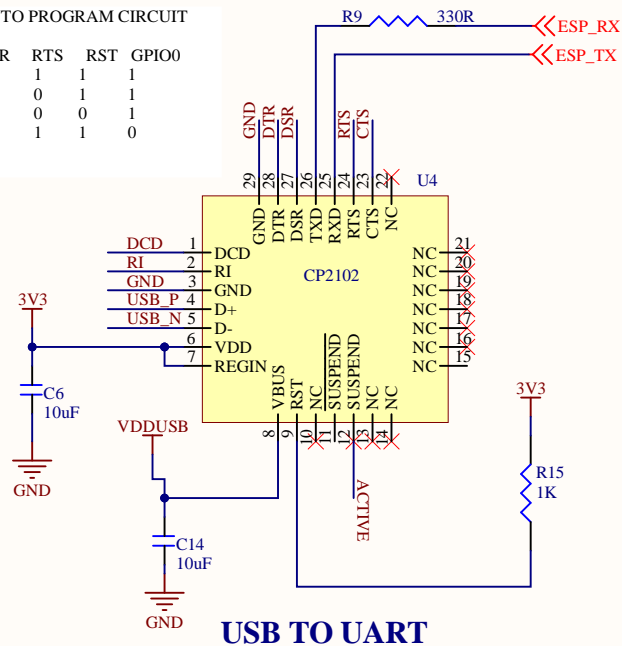 TO PROGRAM CIRCUIT
R RTS RST GPIO0
1 1 1
0 1 1
0 0 1
1 1 0
R9 330R
ESP_RX
ESP_TX
GND DTR DSR RTS CTS
29 28 27 26 25 24 23 22
U4
GND DTR DSR TXD RXD RTS CTS NC
CP2102
DCD 1 DCD
RI 2 RI
GND 3 GND
USB_P 4 D+
USB_N 5 D-
6 VDD
7 REGIN
NC 21
NC 20
NC 19
NC 18
NC 17
NC 16
NC 15
VBUS RST NC SUSPEND SUSPEND NC NC
8 9 10 11 12 13 14
ACTIVE
3V3
C6
10uF
GND
VDDUSB
C14
10uF
GND
3V3
R15
1K
USB TO UART